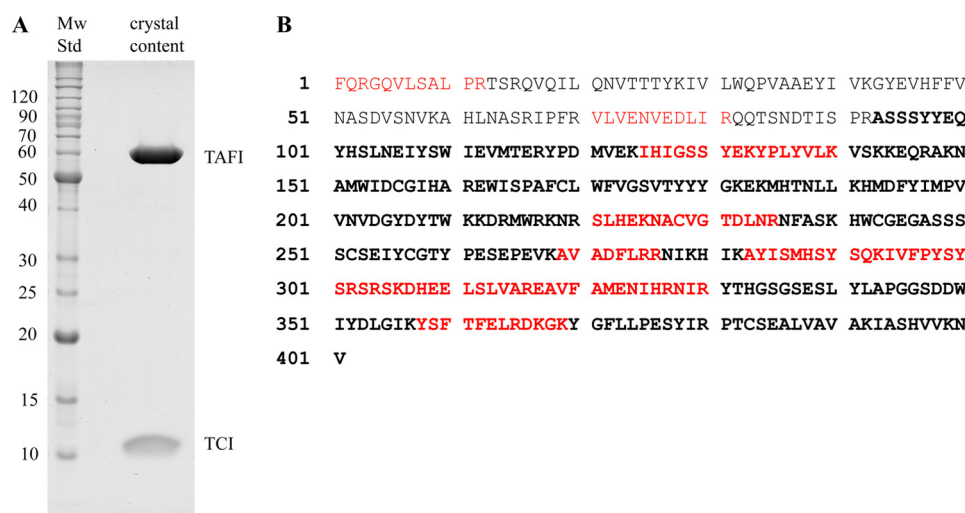 A
Mw
Std
crystal
content
120
90
70
60
50
40
30
25
20
15
10
TAFI
TCI
B
1 FQRGQVLSAL PRTSRQVQIL QNVTTTYKIV LWQPVAAEYI VKGYEVHFFV
51 NASDVSNVKA HLNASRIPFR VLVENVEDLI RQQTSNDTIS PRASSSYYEQ
101 YHSLNEIYSW IEVMTERYPD MVEKIHIGSS YEKYPLYVLK VSKKEQRAKN
151 AMWIDCGIHA REWISPAFCL WFVGSVTYYY GKEKMHTNLL KHMDFYIMPV
201 VNVDGYDYTW KKDRMWRKNR SLHEKNACVG TDLNRNFASK HWCGEGASSS
251 SCSEIYCGTY PESEPEVKAV ADFLRRNIKH IKAYISMHSY SQKIVFPYSY
301 SRSRSKDHEE LSLVAREAVF AMENIHRNIR YTHGSGSESL YLAPGGSDDW
351 IYDLGIKYSF TFELRDKGKY GFLLPESYIR PTCSEALVAV AKIASHVVKN
401 V